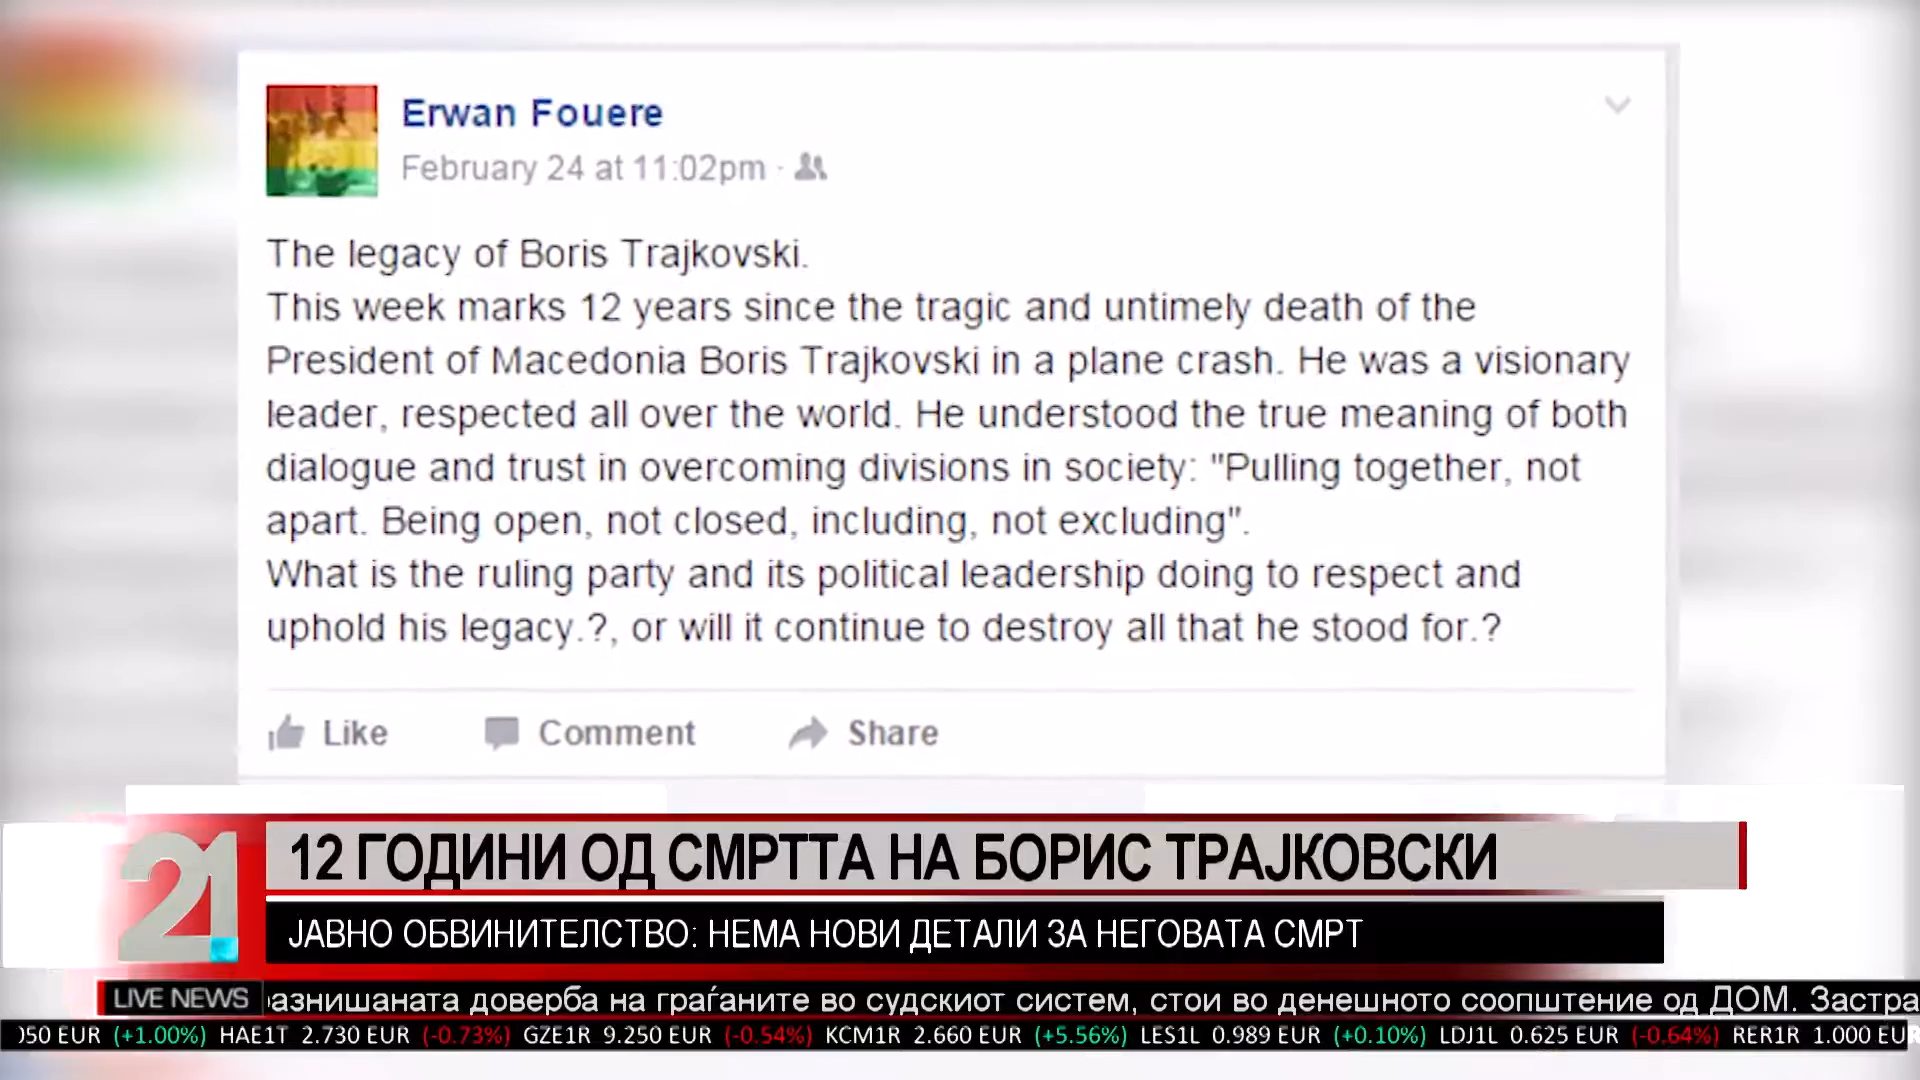 Erwan Fouere
February 24 at 11:02pm ·
The legacy of Boris Trajkovski.
This week marks 12 years since the tragic and untimely death of the
President of Macedonia Boris Trajkovski in a plane crash. He was a visionary
leader, respected all over the world. He understood the true meaning of both
dialogue and trust in overcoming divisions in society: "Pulling together, not
apart. Being open, not closed, including, not excluding".
What is the ruling party and its political leadership doing to respect and
uphold his legacy.?, or will it continue to destroy all that he stood for.?
Like Comment Share
21
12 ГОДИНИ ОД СМРТТА НА БОРИС ТРАЈКОВСКИ
ЈАВНО ОБВИНИТЕЛСТВО: НЕМА НОВИ ДЕТАЛИ ЗА НЕГОВАТА СМРТ
LIVE NEWS азнишаната доверба на граѓаните во судскиот систем, стои во денешното соопштение од ДОМ. Застра
050 EUR (+1.00%) HAE1T 2.730 EUR (-0.73%) GZE1R 9.250 EUR (-0.54%) KCM1R 2.660 EUR (+5.56%) LES1L 0.989 EUR (+0.10%) LDJ1L 0.625 EUR (-0.64%) RER1R 1.000 EUR